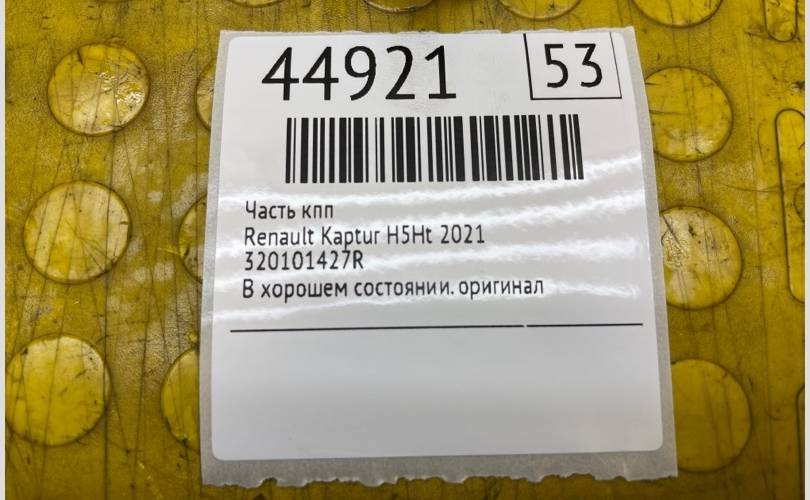 44921 53
Часть кпп
Renault Kaptur H5Ht 2021
320101427R
В хорошем состоянии. оригинал